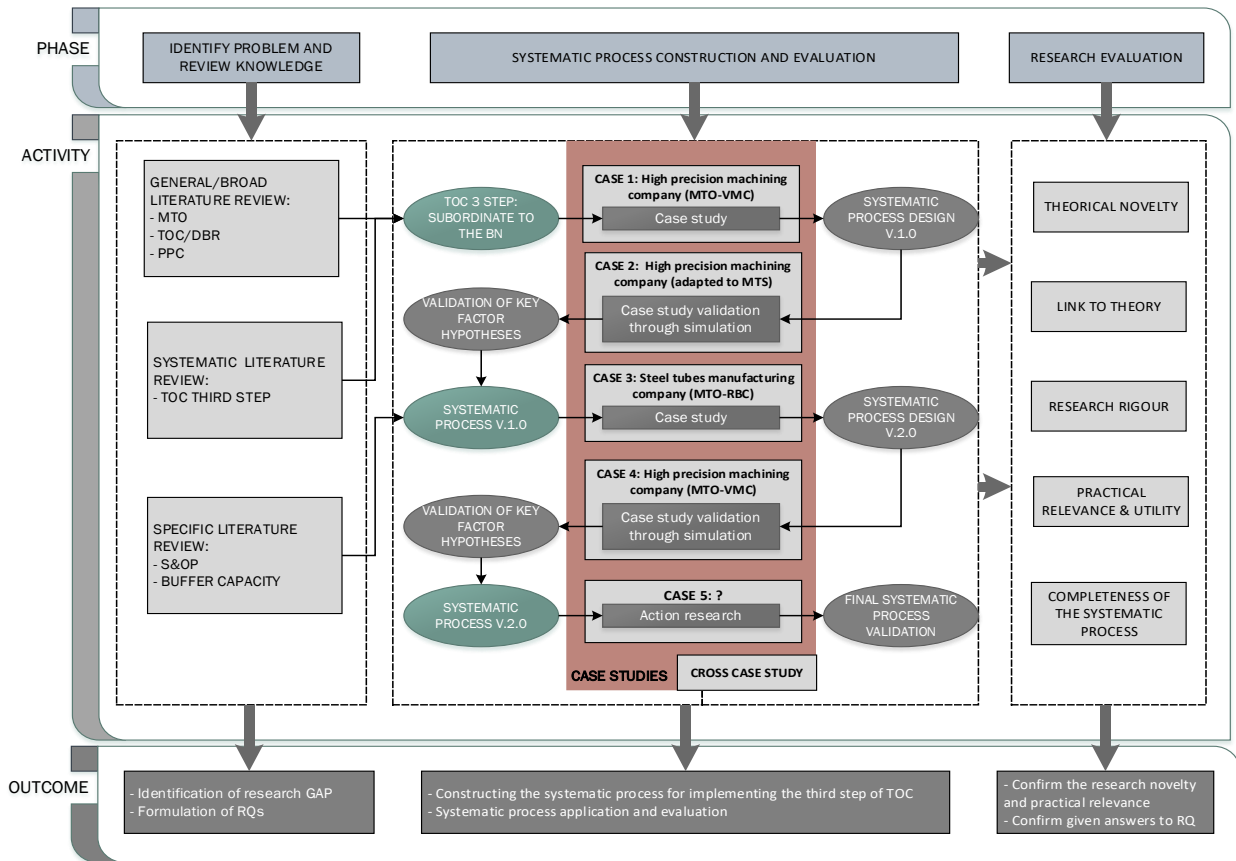 PHASE
IDENTIFY PROBLEM AND
REVIEW KNOWLEDGE
SYSTEMATIC PROCESS CONSTRUCTION AND EVALUATION
RESEARCH EVALUATION
ACTIVITY
GENERAL/BROAD
LITERATURE REVIEW:
- MTO
- TOC/DBR
- PPC
SYSTEMATIC LITERATURE
REVIEW:
- TOC THIRD STEP
SPECIFIC LITERATURE
REVIEW:
- S&OP
- BUFFER CAPACITY
TOC 3 STEP:
SUBORDINATE TO
THE BN
CASE 1: High precision machining
company (MTO-VMC)
Case study
SYSTEMATIC
PROCESS DESIGN
V.1.0
CASE 2: High precision machining
company (adapted to MTS)
Case study validation
through simulation
VALIDATION OF KEY
FACTOR
HYPOTHESES
SYSTEMATIC
PROCESS V.1.0
CASE 3: Steel tubes manufacturing
company (MTO-RBC)
Case study
SYSTEMATIC
PROCESS DESIGN
V.2.0
CASE 4: High precision machining
company (MTO-VMC)
Case study validation
through simulation
VALIDATION OF KEY
FACTOR
HYPOTHESES
SYSTEMATIC
PROCESS V.2.0
CASE 5: ?
Action research
FINAL SYSTEMATIC
PROCESS
VALIDATION
CASE STUDIES
CROSS CASE STUDY
THEORICAL NOVELTY
LINK TO THEORY
RESEARCH RIGOUR
PRACTICAL
RELEVANCE & UTILITY
COMPLETENESS OF
THE SYSTEMATIC
PROCESS
OUTCOME
- Identification of research GAP
- Formulation of RQs
- Constructing the systematic process for implementing the third step of TOC
- Systematic process application and evaluation
- Confirm the research novelty
and practical relevance
- Confirm given answers to RQ